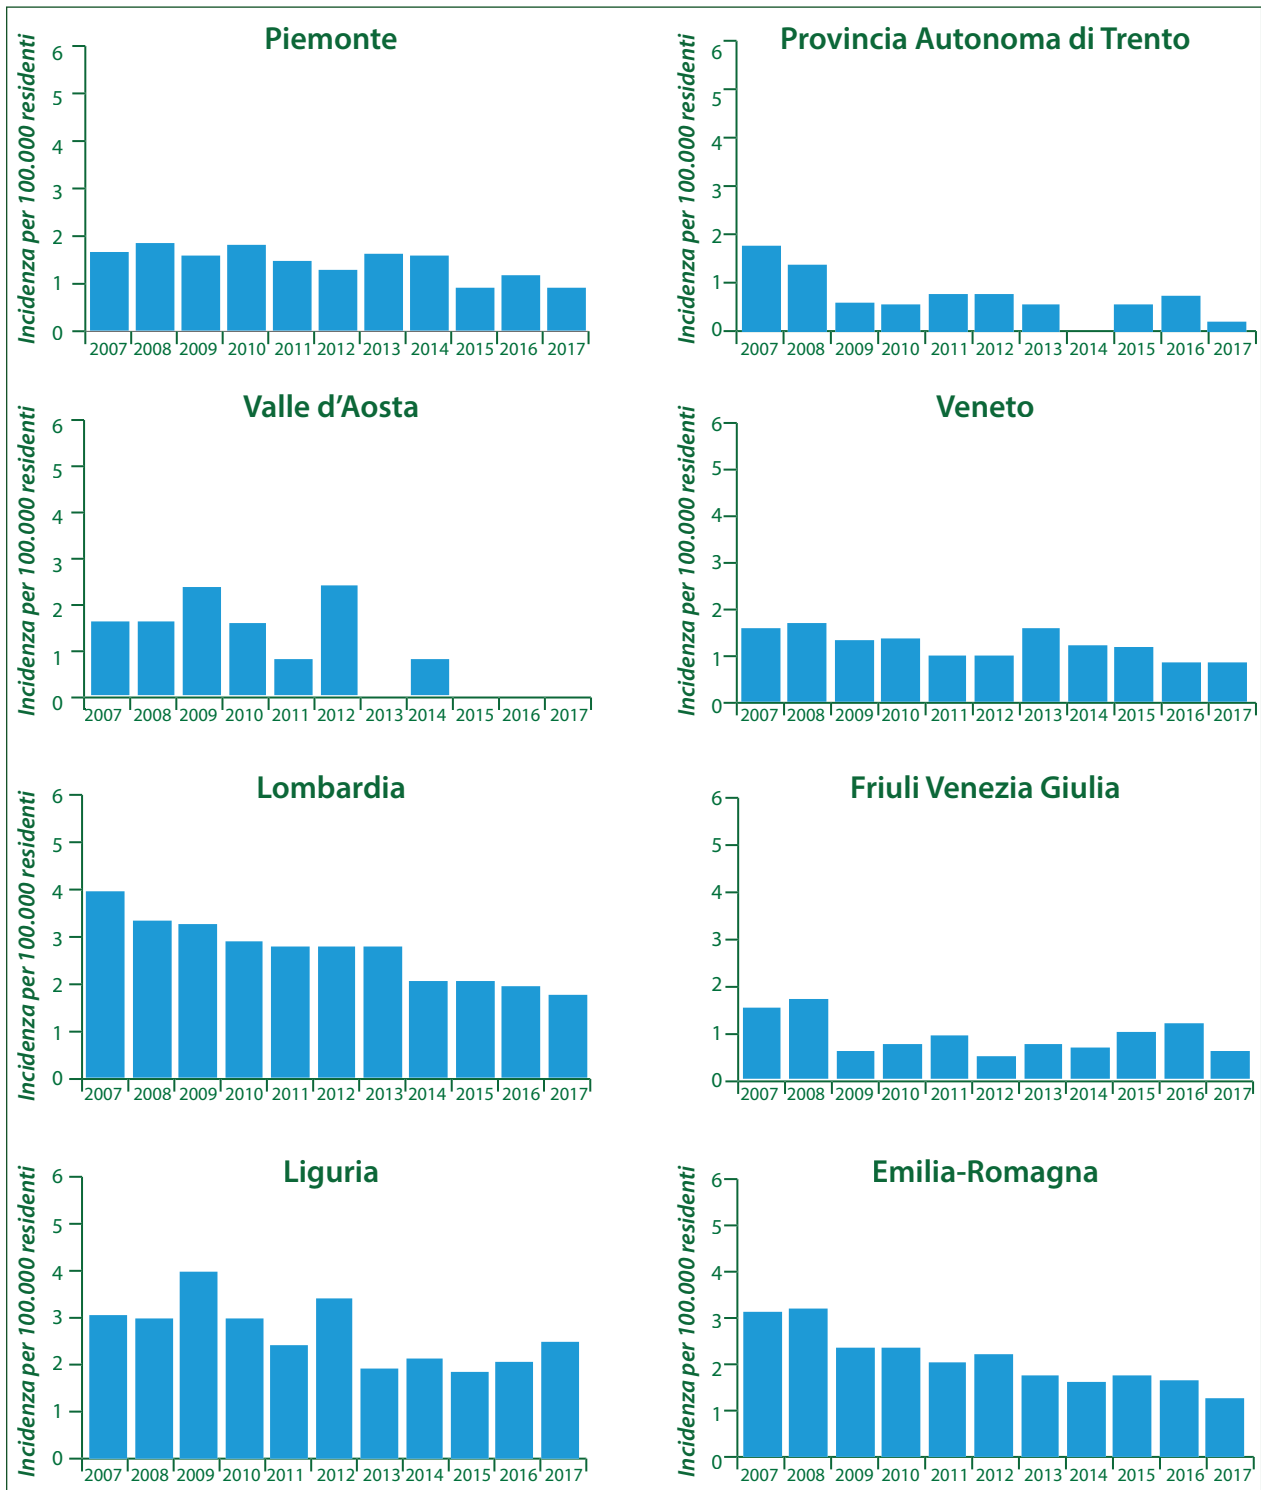 Piemonte
Incidenza per 100.000 residenti
6
5
4
3
2
1
0
2007 2008 2009 2010 2011 2012 2013 2014 2015 2016 2017
Provincia Autonoma di Trento
Incidenza per 100.000 residenti
6
5
4
3
2
1
0
2007 2008 2009 2010 2011 2012 2013 2014 2015 2016 2017
Valle d’Aosta
Incidenza per 100.000 residenti
6
5
4
3
2
1
0
2007 2008 2009 2010 2011 2012 2013 2014 2015 2016 2017
Veneto
Incidenza per 100.000 residenti
6
5
4
3
2
1
0
2007 2008 2009 2010 2011 2012 2013 2014 2015 2016 2017
Lombardia
Incidenza per 100.000 residenti
6
5
4
3
2
1
0
2007 2008 2009 2010 2011 2012 2013 2014 2015 2016 2017
Friuli Venezia Giulia
Incidenza per 100.000 residenti
6
5
4
3
2
1
0
2007 2008 2009 2010 2011 2012 2013 2014 2015 2016 2017
Liguria
Incidenza per 100.000 residenti
6
5
4
3
2
1
0
2007 2008 2009 2010 2011 2012 2013 2014 2015 2016 2017
Emilia-Romagna
Incidenza per 100.000 residenti
6
5
4
3
2
1
0
2007 2008 2009 2010 2011 2012 2013 2014 2015 2016 2017